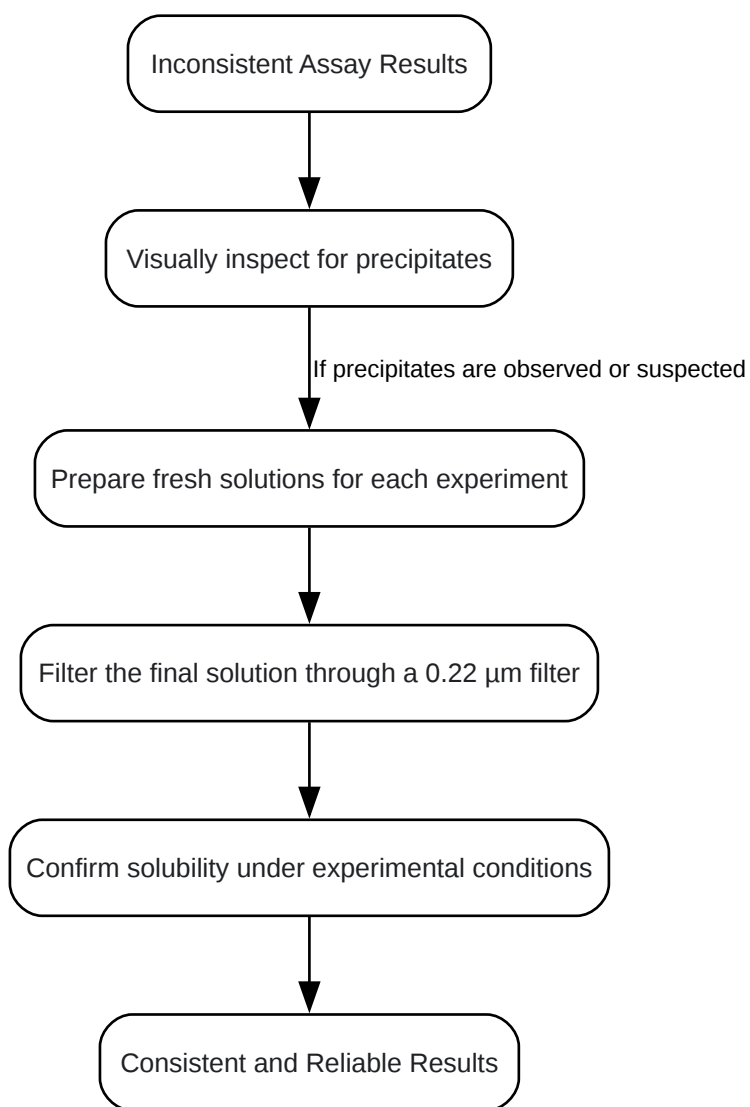 Inconsistent Assay Results
Visually inspect for precipitates
If precipitates are observed or suspected
Prepare fresh solutions for each experiment
Filter the final solution through a 0.22 µm filter
Confirm solubility under experimental conditions
Consistent and Reliable Results